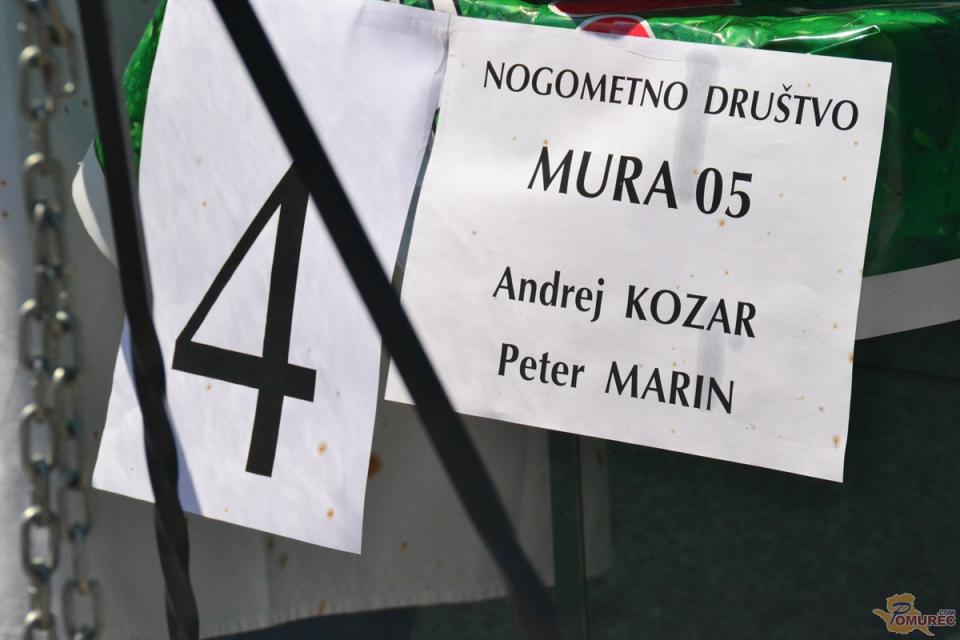 4
NOGOMETNO DRUŠTVO
MURA 05
Andrej KOZAR
Peter MARIN
POMUREC.COM